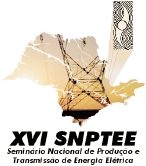 XVI SNPTEE
Seminário Nacional de Produção e
Transmissão de Energia Elétrica